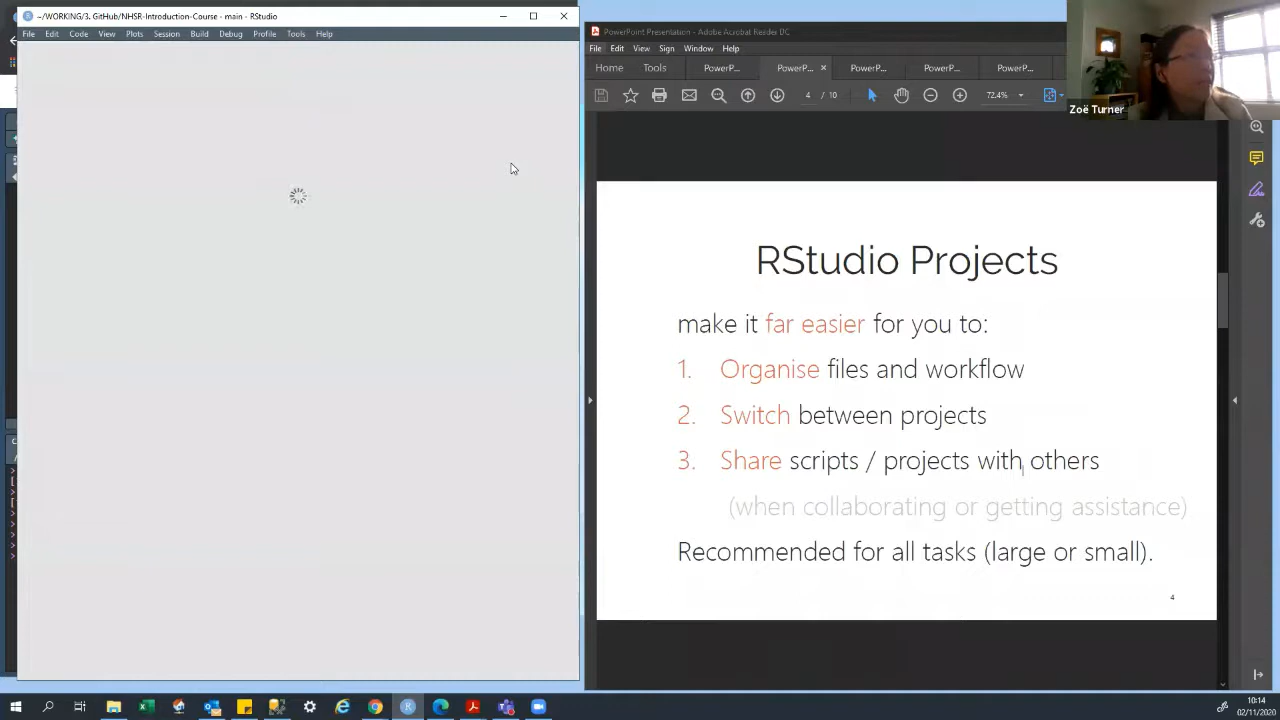 ~/WORKING/3. GitHub/NHSR-Introduction-Course - main - RStudio
File Edit Code View Plots Session Build Debug Profile Tools Help
PowerPoint Presentation - Adobe Acrobat Reader DC
File Edit View Sign Window Help
Home Tools PowerP... PowerP... × PowerP... PowerP... PowerP...
4 / 10 72.4%
Zoë Turner
RStudio Projects
make it far easier for you to:
1. Organise files and workflow
2. Switch between projects
3. Share scripts / projects with others
(when collaborating or getting assistance)
Recommended for all tasks (large or small).
4
10:14
02/11/2020